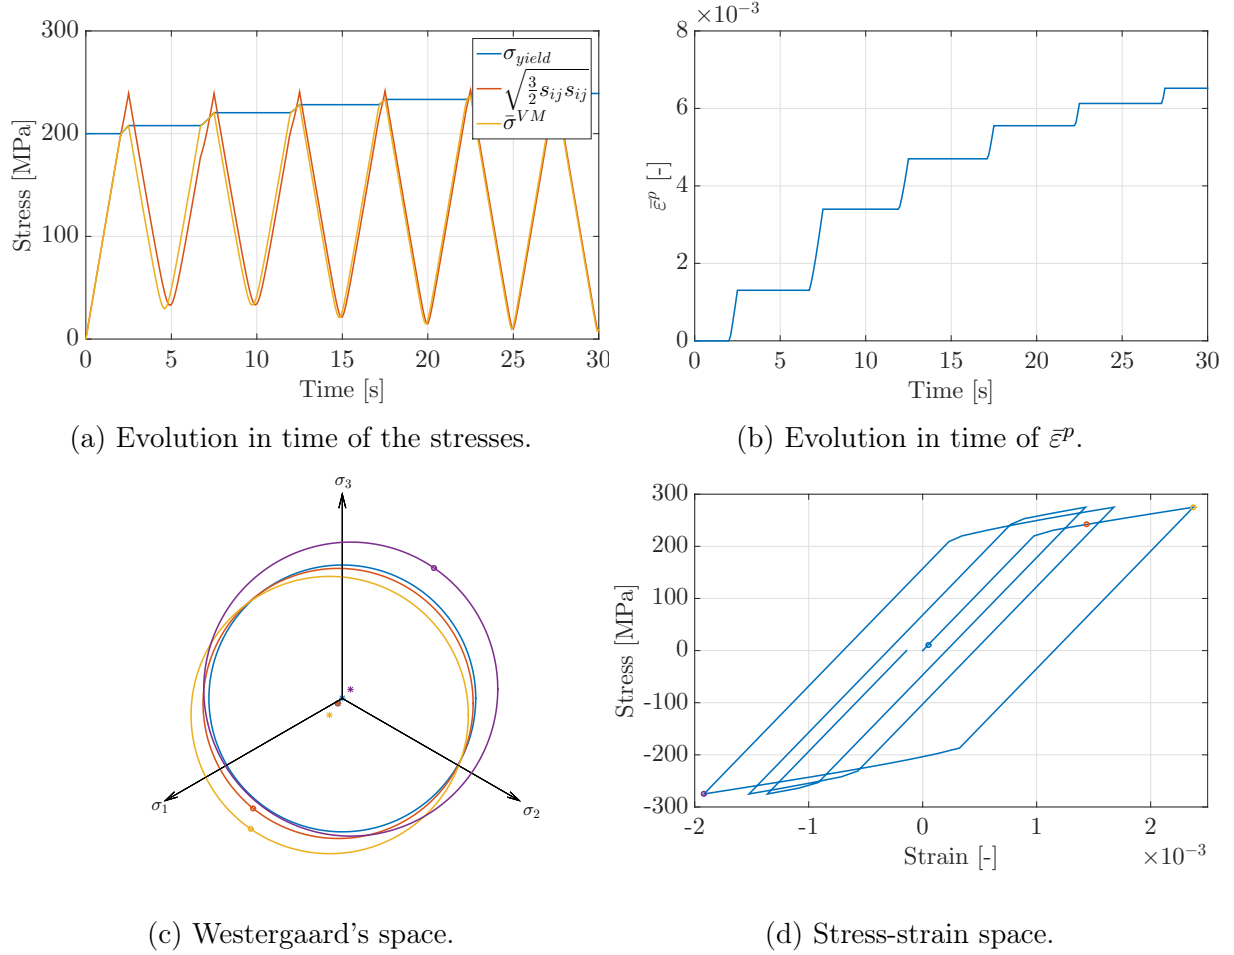 300
200
100
0
0
5
10
15
20
25
30
Stress [MPa]
Time [s]
σ_yield
√(3/2 s_ij s_ij)
σ̄^VM
(a) Evolution in time of the stresses.
×10⁻³
8
6
4
2
0
0
5
10
15
20
25
30
ε̄^p [-]
Time [s]
(b) Evolution in time of ε̄^p.
σ₃
σ₁
σ₂
(c) Westergaard's space.
300
200
100
0
-100
-200
-300
-2
-1
0
1
2
Stress [MPa]
Strain [-]
×10⁻³
(d) Stress-strain space.